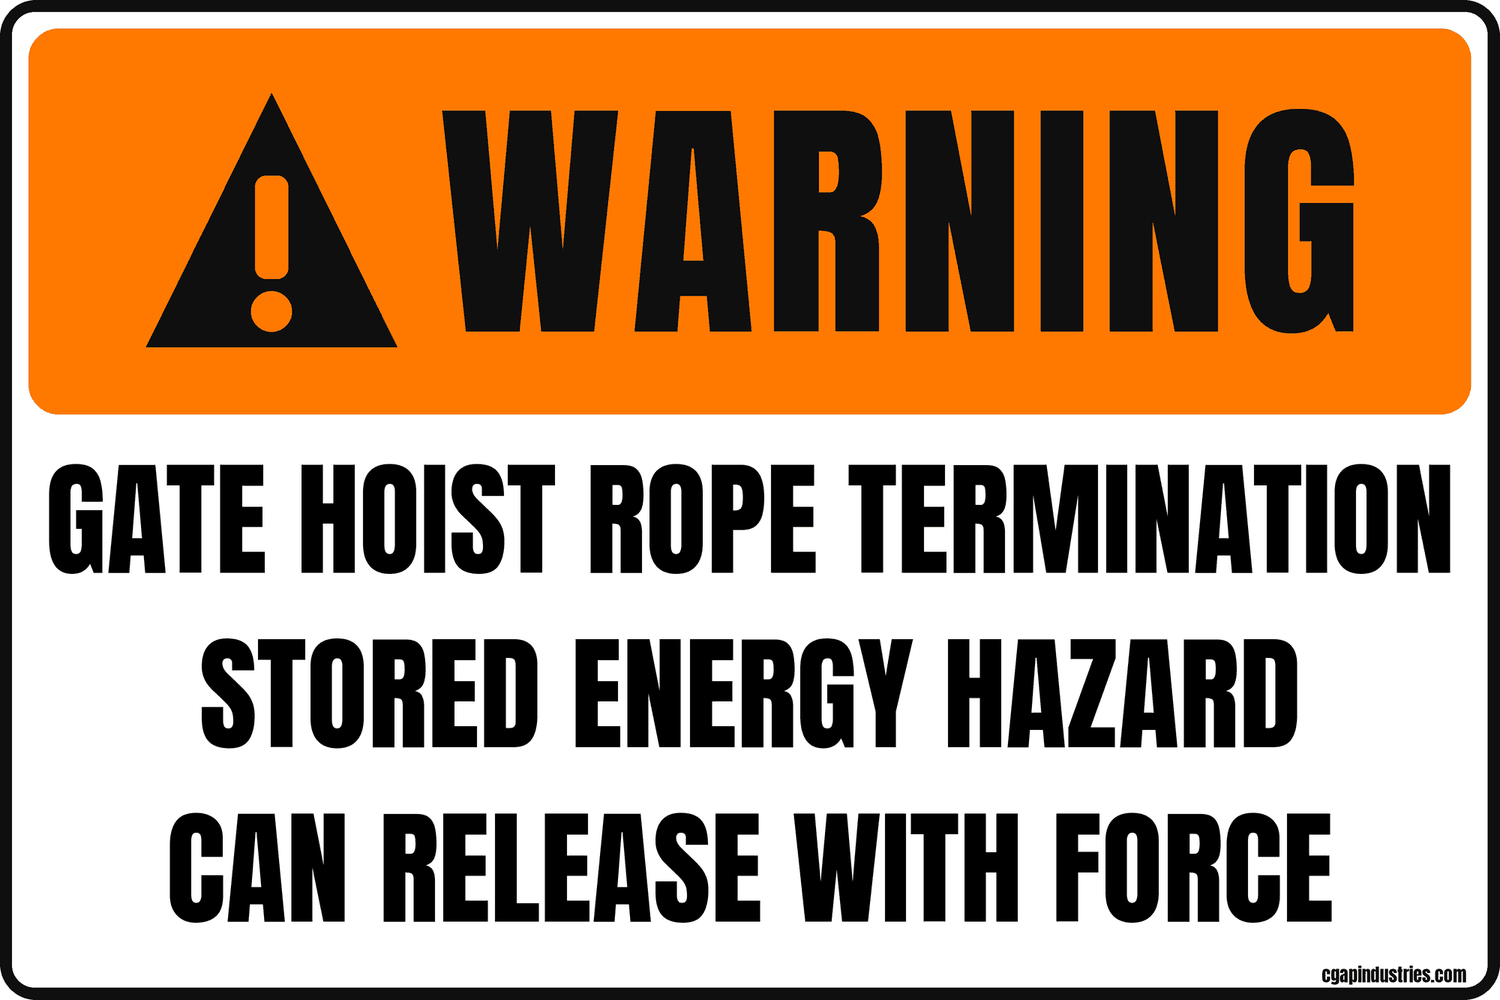 WARNING
GATE HOIST ROPE TERMINATION
STORED ENERGY HAZARD
CAN RELEASE WITH FORCE
cgapindustries.com